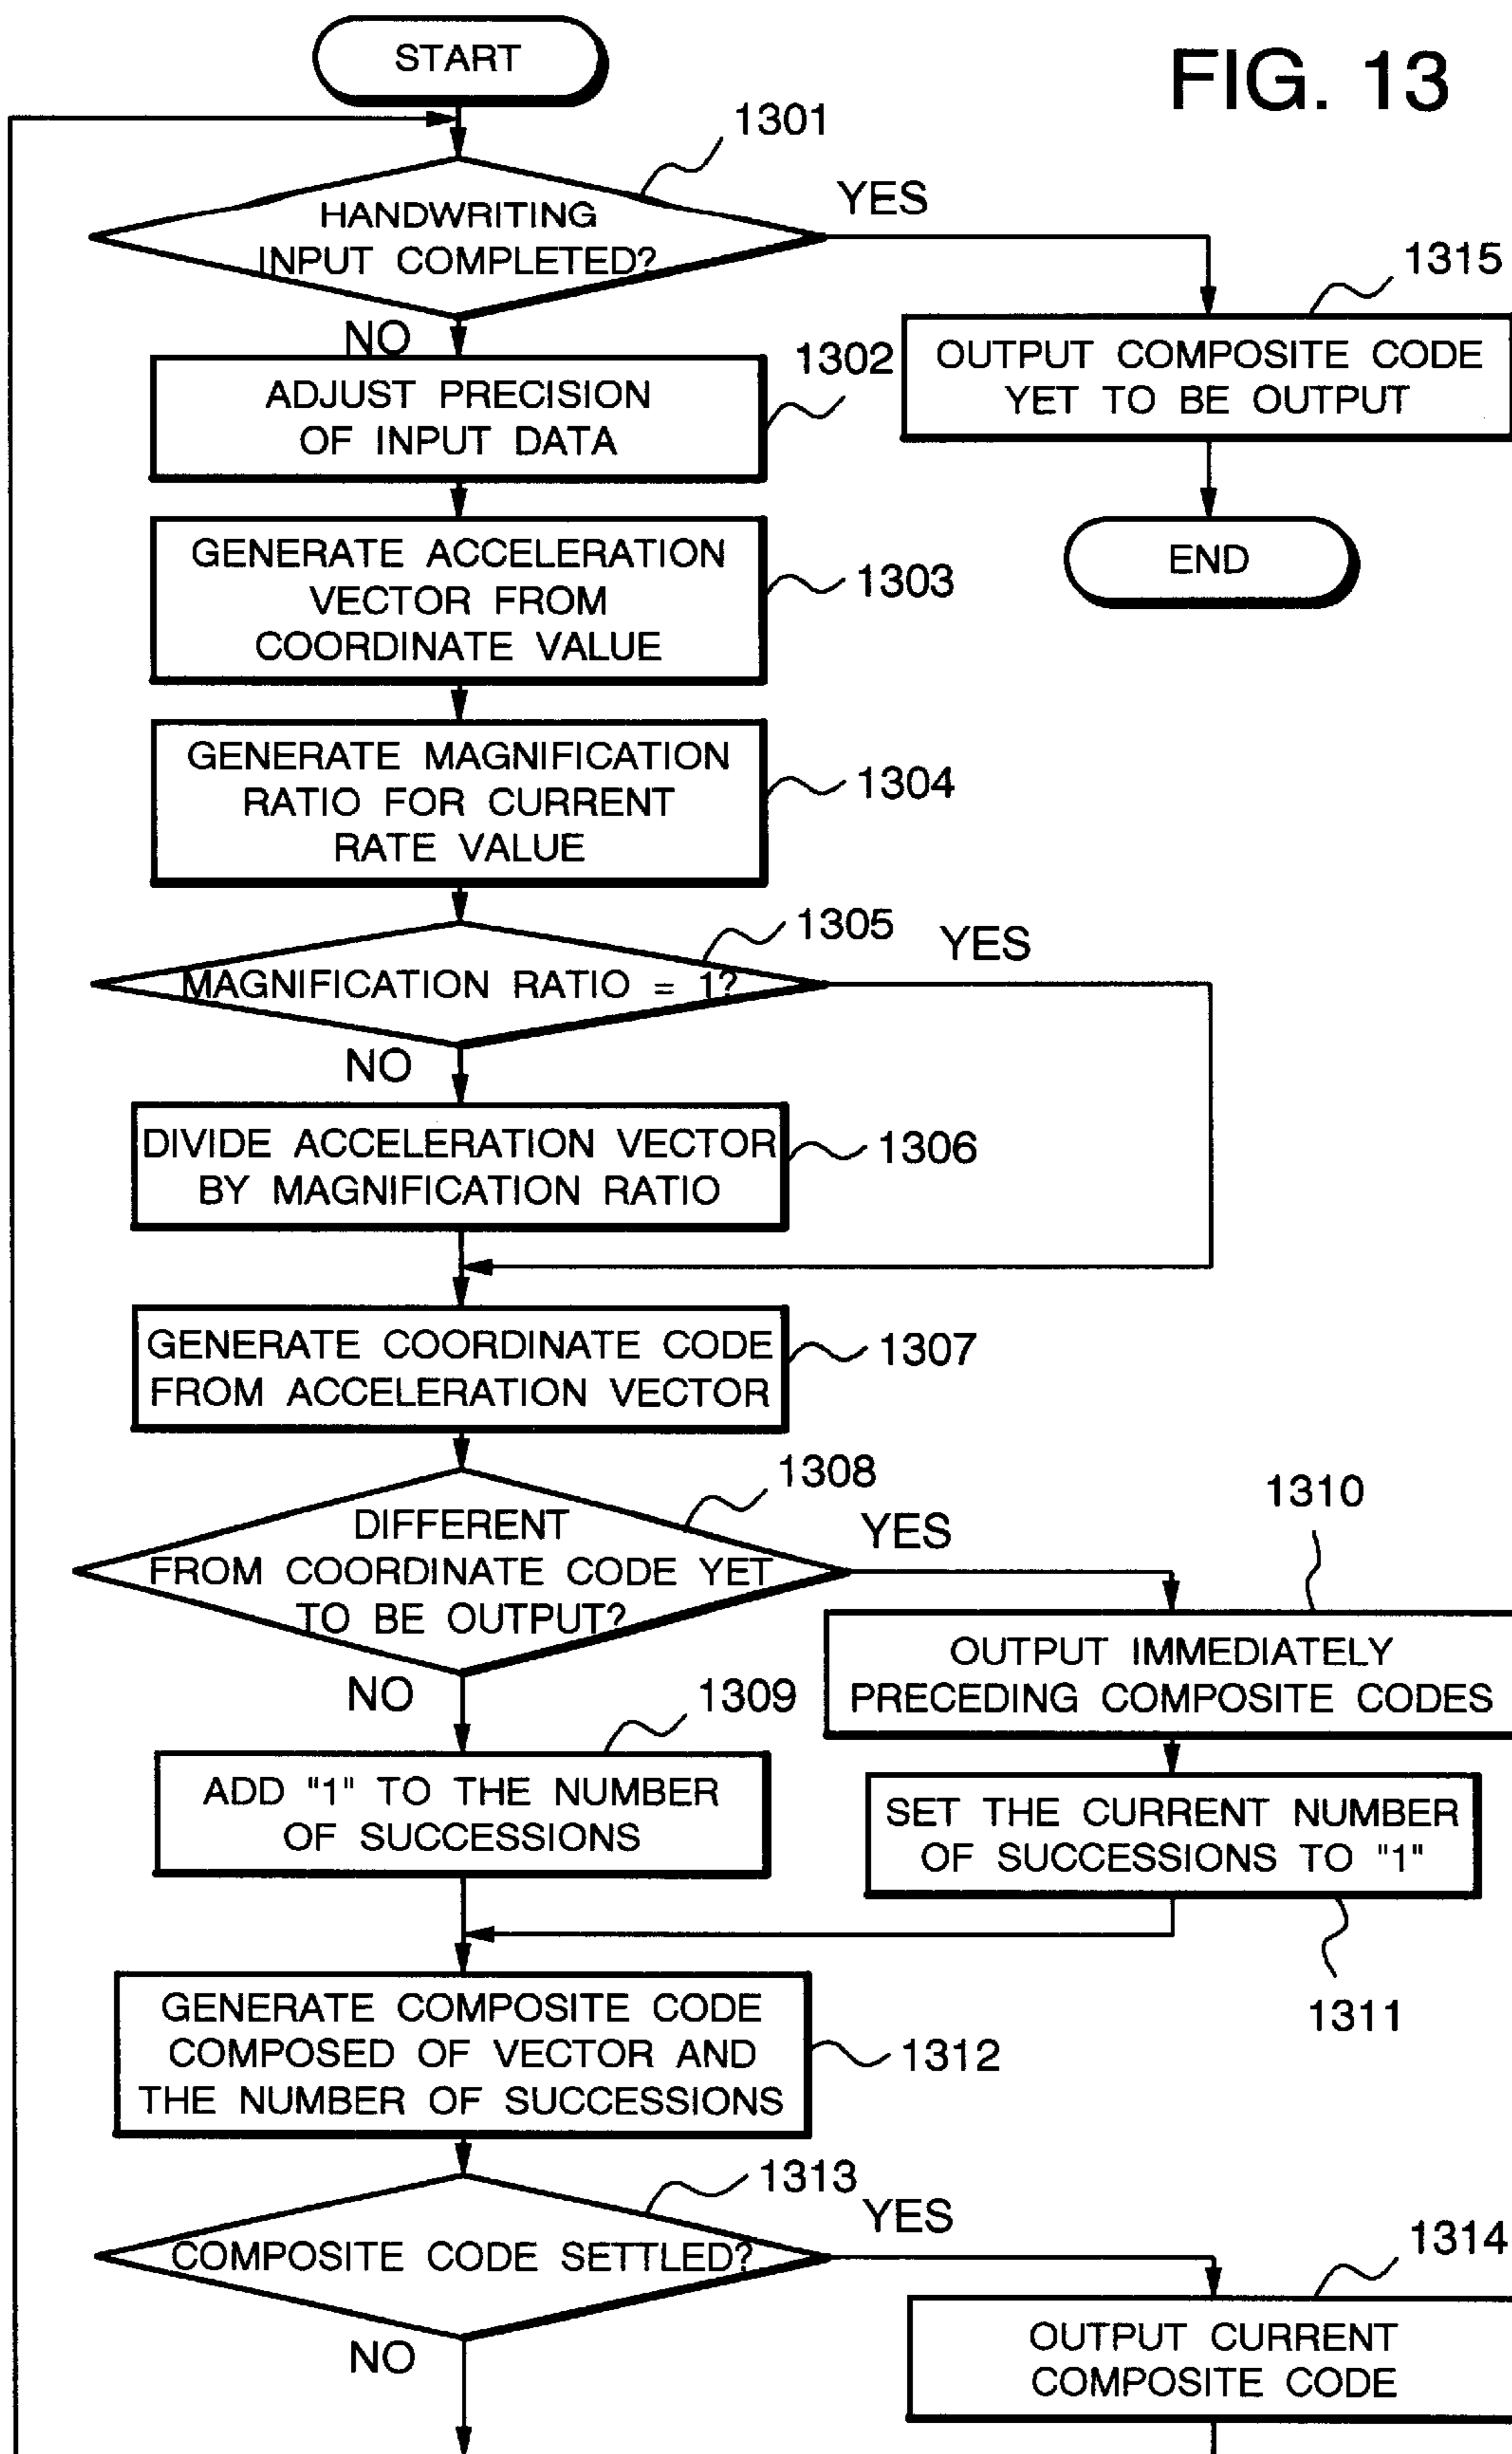 FIG. 13
START
1301
HANDWRITING
INPUT COMPLETED?
YES
NO
1315
OUTPUT COMPOSITE CODE
YET TO BE OUTPUT
END
1302
ADJUST PRECISION
OF INPUT DATA
GENERATE ACCELERATION
VECTOR FROM
COORDINATE VALUE
1303
GENERATE MAGNIFICATION
RATIO FOR CURRENT
RATE VALUE
1304
1305
MAGNIFICATION RATIO = 1?
YES
NO
DIVIDE ACCELERATION VECTOR
BY MAGNIFICATION RATIO
1306
GENERATE COORDINATE CODE
FROM ACCELERATION VECTOR
1307
1308
DIFFERENT
FROM COORDINATE CODE YET
TO BE OUTPUT?
YES
NO
1310
OUTPUT IMMEDIATELY
PRECEDING COMPOSITE CODES
1309
ADD "1" TO THE NUMBER
OF SUCCESSIONS
SET THE CURRENT NUMBER
OF SUCCESSIONS TO "1"
1311
GENERATE COMPOSITE CODE
COMPOSED OF VECTOR AND
THE NUMBER OF SUCCESSIONS
1312
1313
COMPOSITE CODE SETTLED?
YES
NO
1314
OUTPUT CURRENT
COMPOSITE CODE